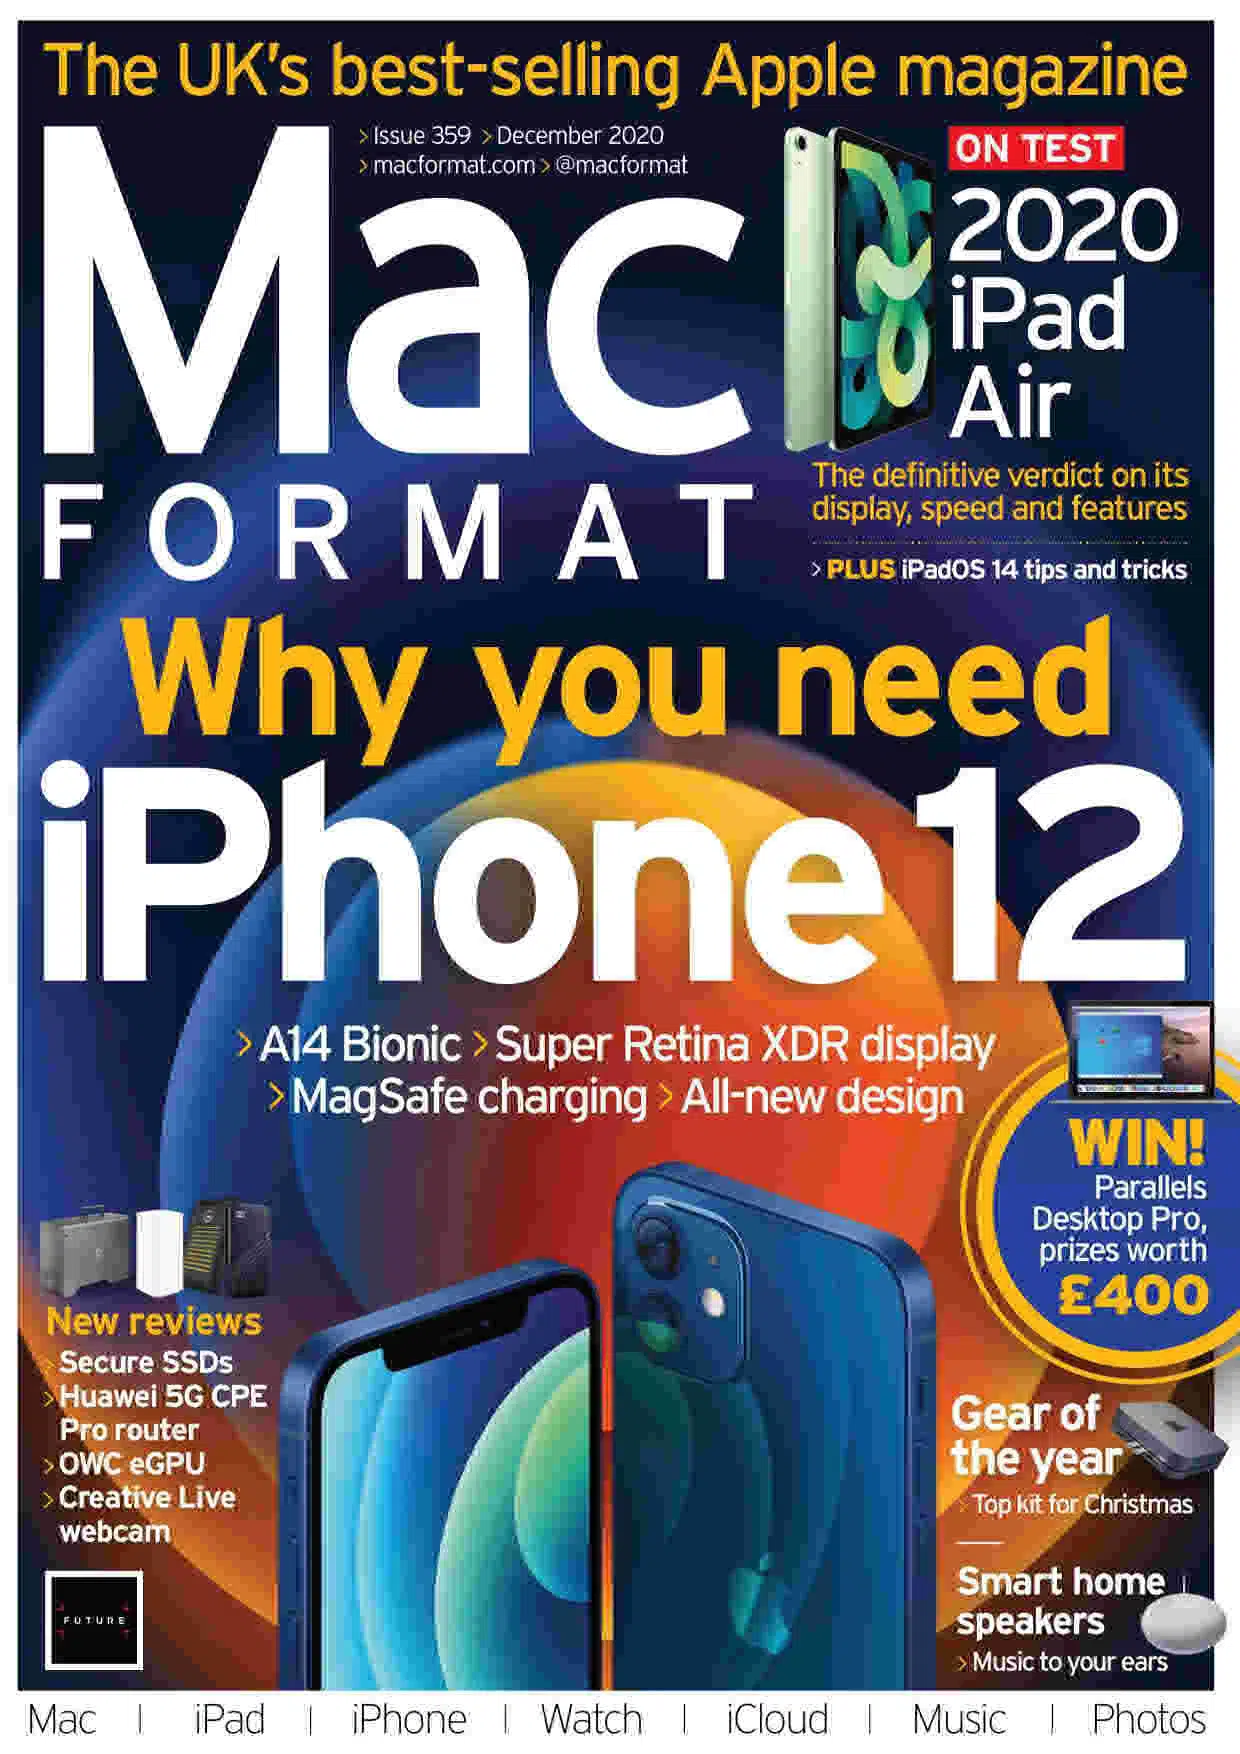 The UK's best-selling Apple magazine
> Issue 359 > December 2020
> macformat.com > @macformat
Mac
FORMAT
ON TEST
2020
iPad
Air
The definitive verdict on its
display, speed and features
> PLUS iPadOS 14 tips and tricks
Why you need
iPhone 12
> A14 Bionic > Super Retina XDR display
> MagSafe charging > All-new design
WIN!
Parallels
Desktop Pro,
prizes worth
£400
New reviews
> Secure SSDs
> Huawei 5G CPE
Pro router
> OWC eGPU
> Creative Live
webcam
Gear of
the year
> Top kit for Christmas
Smart home
speakers
> Music to your ears
FUTURE
Mac | iPad | iPhone | Watch | iCloud | Music | Photos